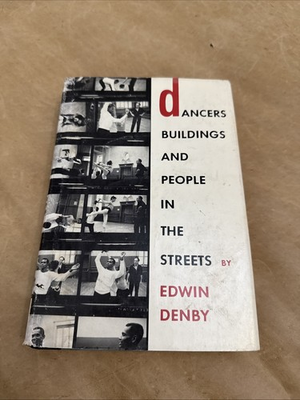 dANCERS
BUILDINGS
AND
PEOPLE
IN
THE
STREETS BY
EDWIN
DENBY